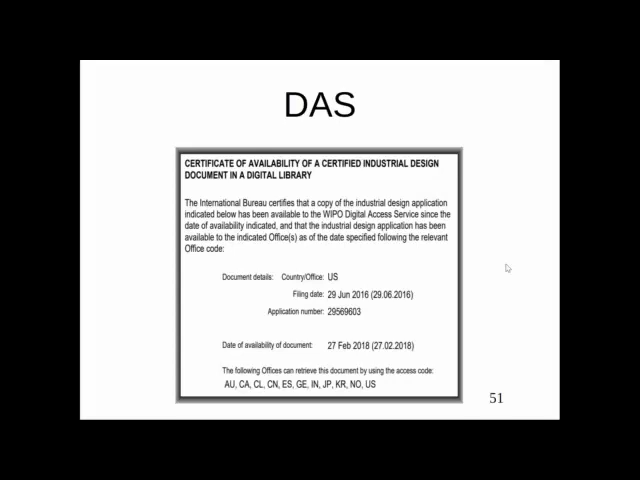 DAS
CERTIFICATE OF AVAILABILITY OF A CERTIFIED INDUSTRIAL DESIGN
DOCUMENT IN A DIGITAL LIBRARY
The International Bureau certifies that a copy of the industrial design application
indicated below has been available to the WIPO Digital Access Service since the
date of availability indicated, and that the industrial design application has been
available to the indicated Office(s) as of the date specified following the relevant
Office code:
Document details: Country/Office: US
Filing date: 29 Jun 2016 (29.06.2016)
Application number: 29569603
Date of availability of document: 27 Feb 2018 (27.02.2018)
The following Offices can retrieve this document by using the access code:
AU, CA, CL, CN, ES, GE, IN, JP, KR, NO, US
51